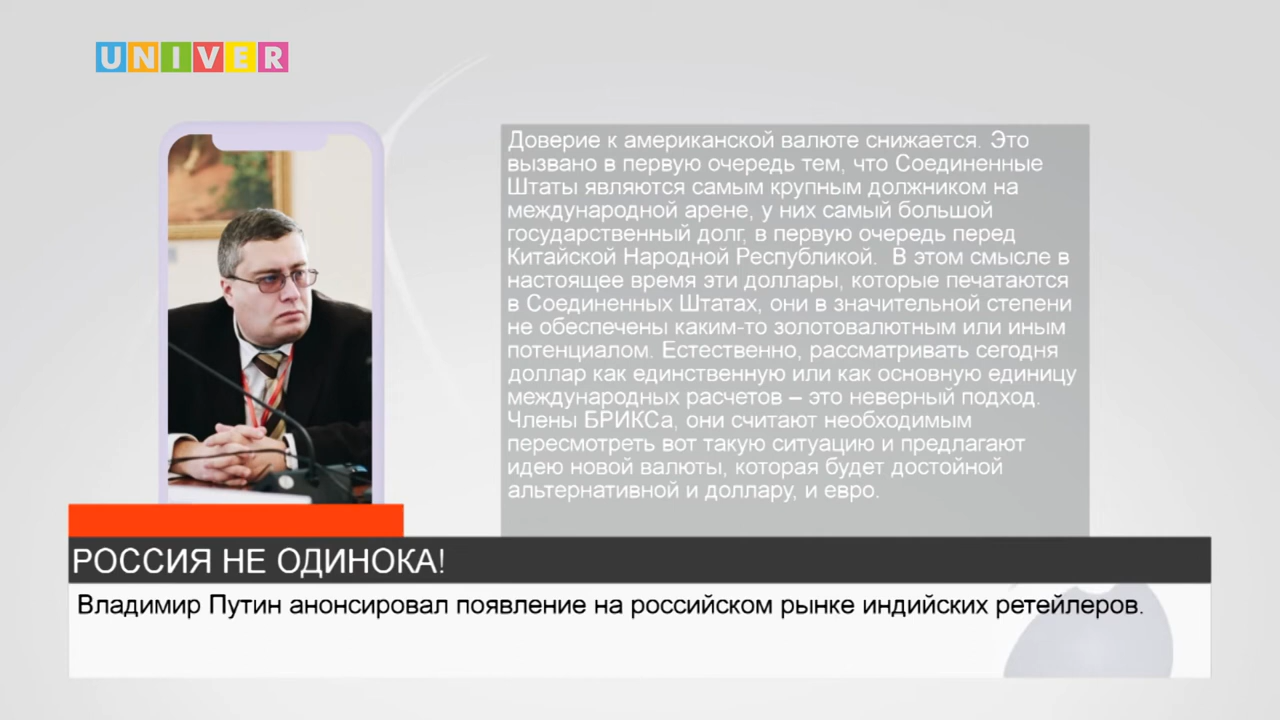 UNIVER
Доверие к американской валюте снижается. Это
вызвано в первую очередь тем, что Соединенные
Штаты являются самым крупным должником на
международной арене, у них самый большой
государственный долг, в первую очередь перед
Китайской Народной Республикой.  В этом смысле в
настоящее время эти доллары, которые печатаются
в Соединенных Штатах, они в значительной степени
не обеспечены каким-то золотовалютным или иным
потенциалом. Естественно, рассматривать сегодня
доллар как единственную или как основную единицу
международных расчетов – это неверный подход.
Члены БРИКСа, они считают необходимым
пересмотреть вот такую ситуацию и предлагают
идею новой валюты, которая будет достойной
альтернативной и доллару, и евро.
РОССИЯ НЕ ОДИНОКА!
Владимир Путин анонсировал появление на российском рынке индийских ретейлеров.